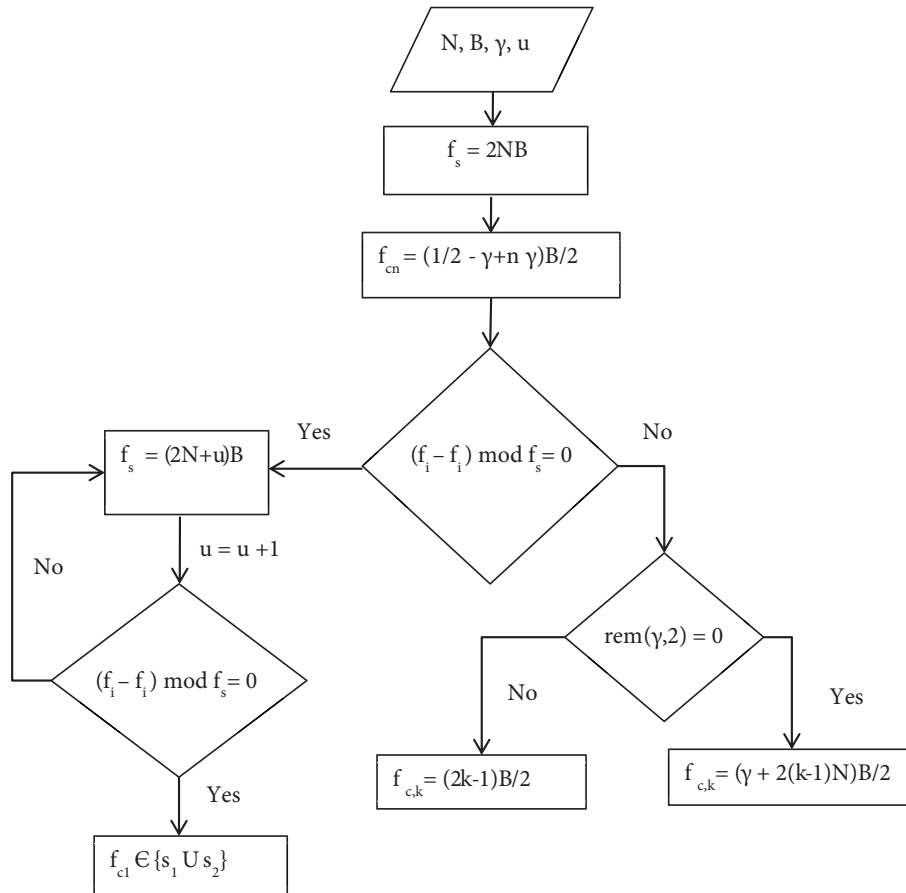 N, B, γ, u
f_s = 2NB
f_cn = (1/2 - γ+n γ)B/2
(f_i – f_i) mod f_s = 0
Yes
No
f_s = (2N+u)B
u = u +1
No
(f_i – f_i) mod f_s = 0
Yes
rem(γ,2) = 0
No
Yes
f_c,k = (2k-1)B/2
f_c,k = (γ + 2(k-1)N)B/2
f_c1 ∈ {s_1 U s_2}